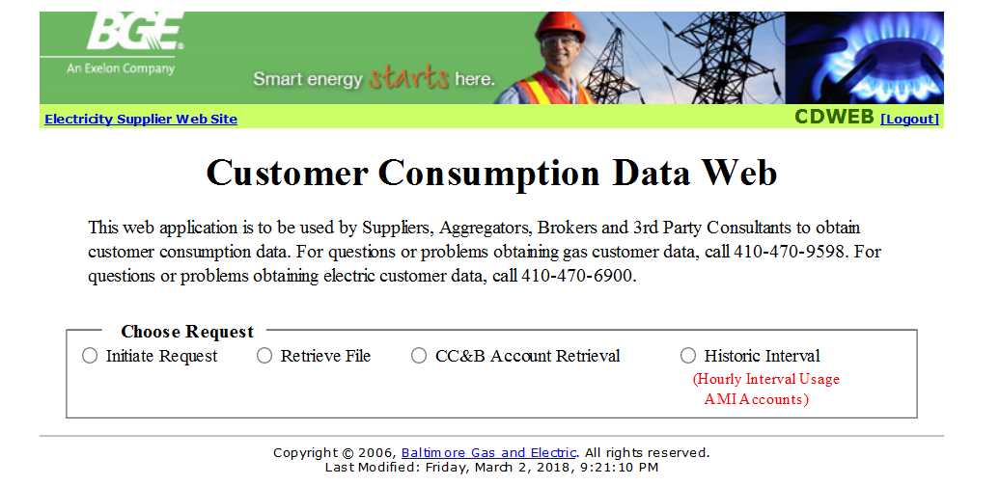 BGE
An Exelon Company
Smart energy starts here.
Electricity Supplier Web Site
CDWEB [Logout]
Customer Consumption Data Web
This web application is to be used by Suppliers, Aggregators, Brokers and 3rd Party Consultants to obtain
customer consumption data. For questions or problems obtaining gas customer data, call 410-470-9598. For
questions or problems obtaining electric customer data, call 410-470-6900.
Choose Request
Initiate Request
Retrieve File
CC&B Account Retrieval
Historic Interval
(Hourly Interval Usage
AMI Accounts)
Copyright © 2006, Baltimore Gas and Electric. All rights reserved.
Last Modified: Friday, March 2, 2018, 9:21:10 PM